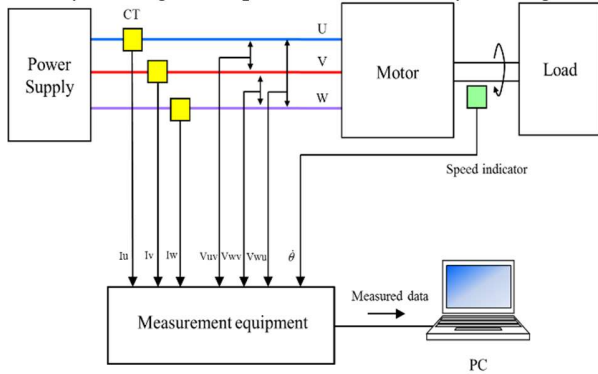 CT
U
V
W
Power
Supply
Motor
Load
Speed indicator
Iu
Iv
Iw
Vuv
Vwv
Vwu
θ̇
Measurement equipment
Measured data
PC